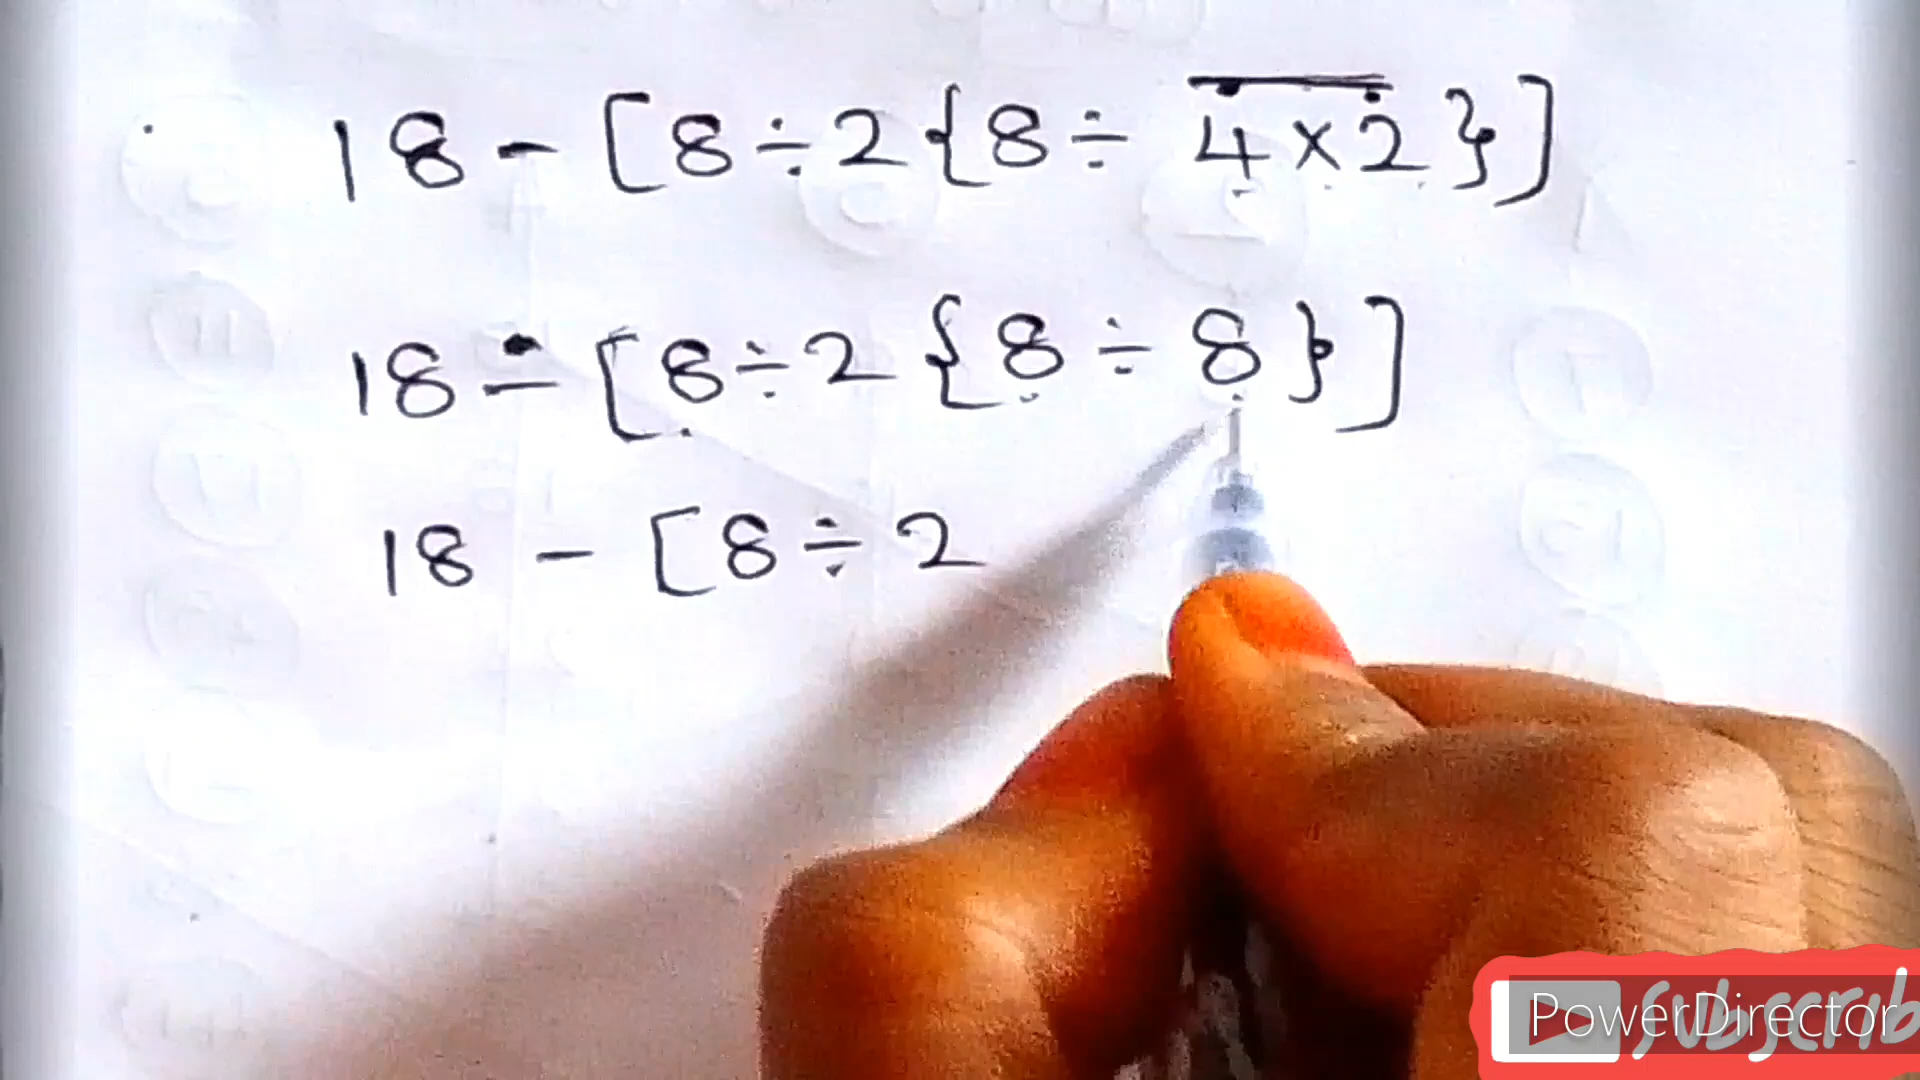 18 - [8 ÷ 2 {8 ÷ 4 × 2}]
18 - [8 ÷ 2 {8 ÷ 8}]
18 - [8 ÷ 2
PowerDirector